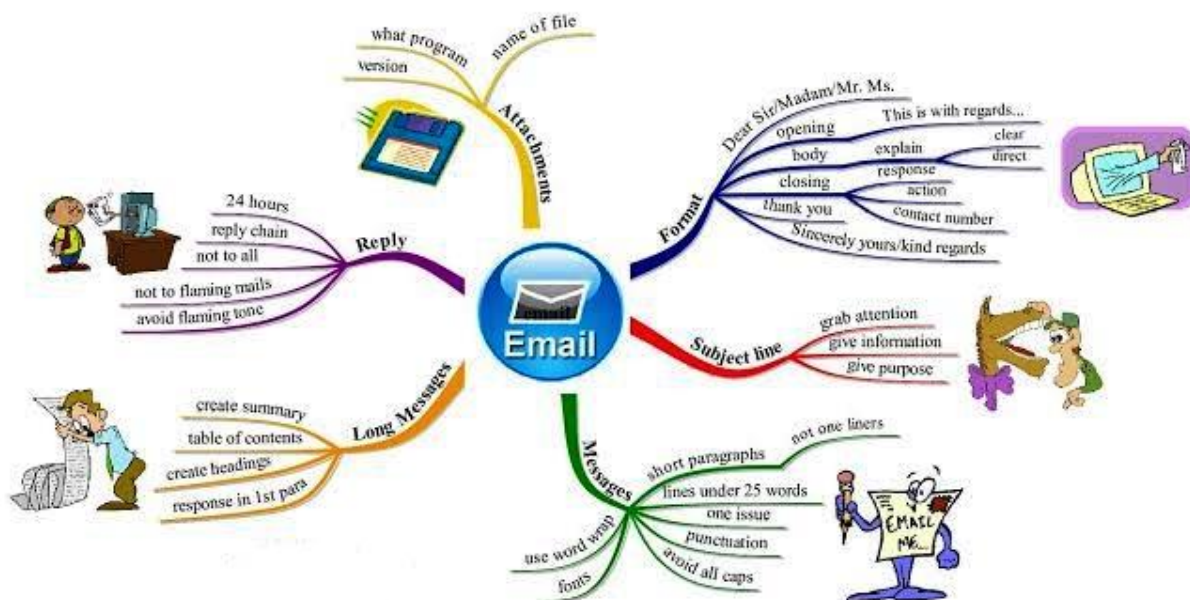 what program
name of file
version
Attachments
Dear Sir/Madam/Mr. Ms.
opening
This is with regards...
body
explain
clear
direct
closing
response
action
contact number
thank you
Sincerely yours/kind regards
Format
24 hours
reply chain
not to all
not to flaming mails
avoid flaming tone
Reply
email
Email
Subject line
grab attention
give information
give purpose
Long Messages
create summary
table of contents
create headings
response in 1st para
Messages
short paragraphs
not one liners
lines under 25 words
one issue
punctuation
avoid all caps
use word wrap
fonts
EMAIL
ME...